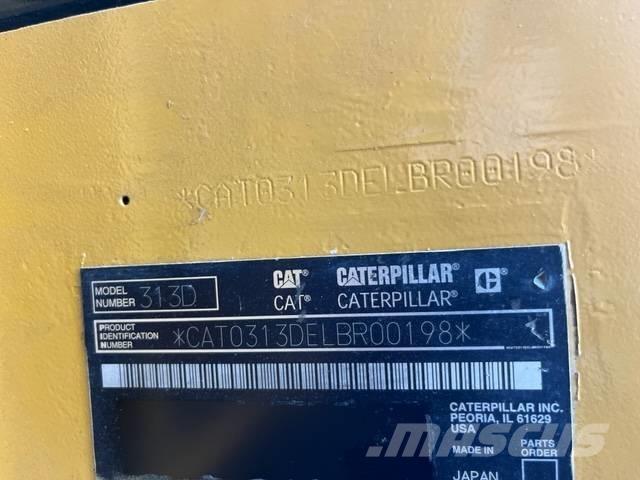 *CAT0313DELBR00198*
MODEL NUMBER 313D CAT® CATERPILLAR®
CAT® CATERPILLAR®
PRODUCT IDENTIFICATION NUMBER *CAT0313DELBR00198*
CATERPILLAR INC.
PEORIA, IL 61629
USA
MADE IN PARTS ORDER
JAPAN
MASCUS